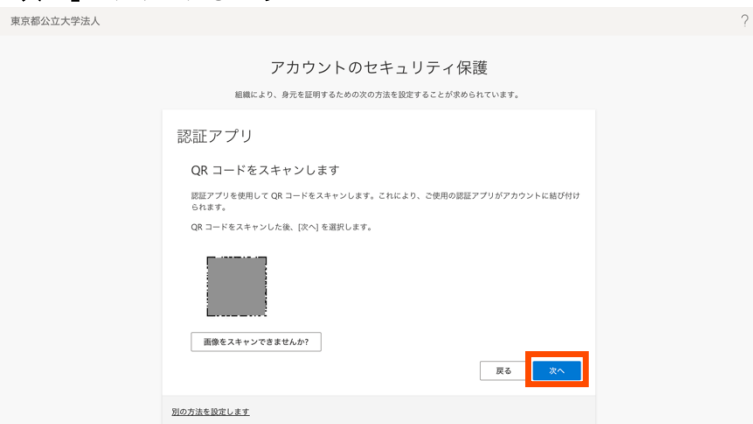 東京都公立大学法人
?
アカウントのセキュリティ保護
組織により、身元を証明するための次の方法を設定することが求められています。
認証アプリ
QR コードをスキャンします
認証アプリを使用して QR コードをスキャンします。これにより、ご使用の認証アプリがアカウントに結び付け
られます。
QR コードをスキャンした後、[次へ] を選択します。
画像をスキャンできませんか?
戻る 次へ
別の方法を設定します